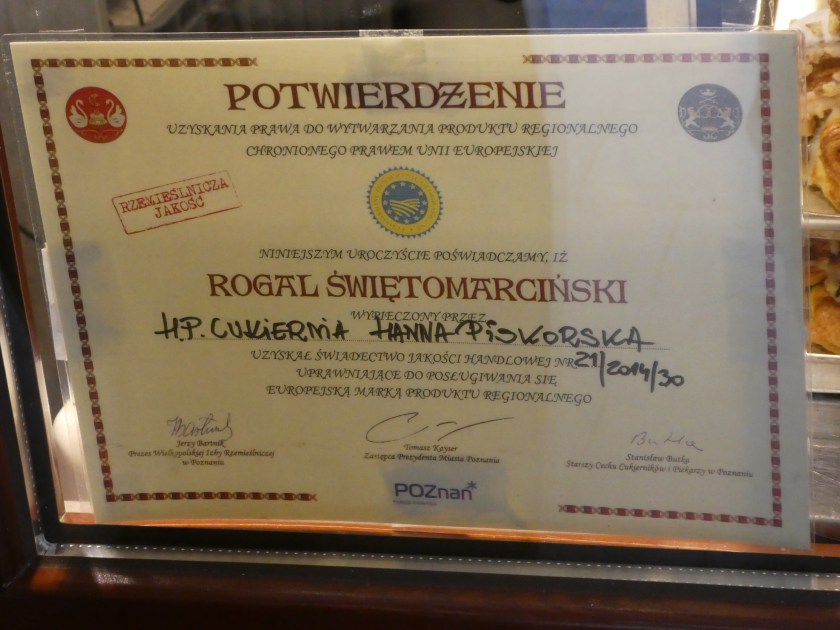 POTWIERDZENIE
UZYSKANIA PRAWA DO WYTWARZANIA PRODUKTU REGIONALNEGO
CHRONIONEGO PRAWEM UNII EUROPEJSKIEJ
RZEMIEŚLNICZA
JAKOŚĆ
NINIEJSZYM UROCZYŚCIE POŚWIADCZAMY, IŻ
ROGAL ŚWIĘTOMARCIŃSKI
WYPIECZONY PRZEZ
H.P. CUKIERNIA HANNA PISKORSKA
UZYSKAŁ ŚWIADECTWO JAKOŚCI HANDLOWEJ NR 21/2014/30
UPRAWNIAJĄCE DO POSŁUGIWANIA SIĘ
EUROPEJSKA MARKĄ PRODUKTU REGIONALNEGO
Jerzy Bartnik
Prezes Wielkopolskiej Izby Rzemieślniczej
w Poznaniu
Tomasz Kayser
Zastępca Prezydenta Miasta Poznania
Stanisław Butka
Starszy Cechu Cukierników i Piekarzy w Poznaniu
POZnan*